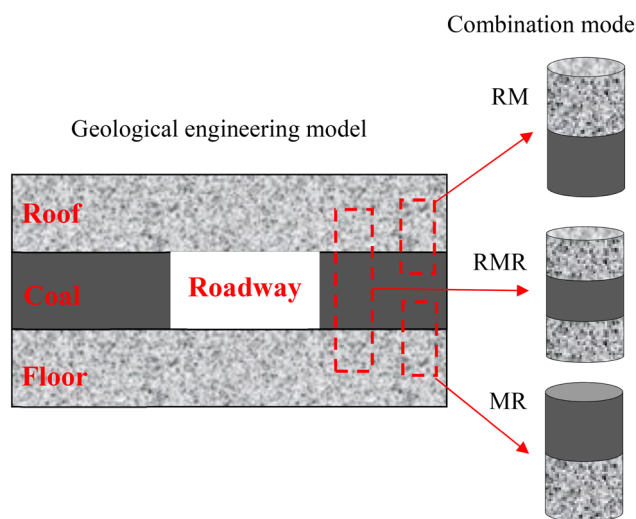 Combination mode
RM
Geological engineering model
Roof
RMR
Coal
Roadway
Floor
MR